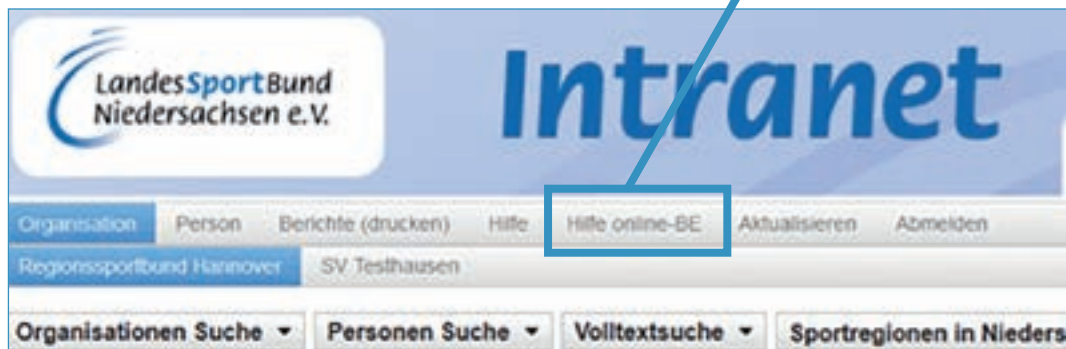 LandesSportBund
Niedersachsen e.V.
Intranet
Organisation Person Berichte (drucken) Hilfe Hilfe online-BE Aktualisieren Abmelden
Regionssportbund Hannover SV Testhausen
Organisationen Suche Personen Suche Volltextsuche Sportregionen in Nieders